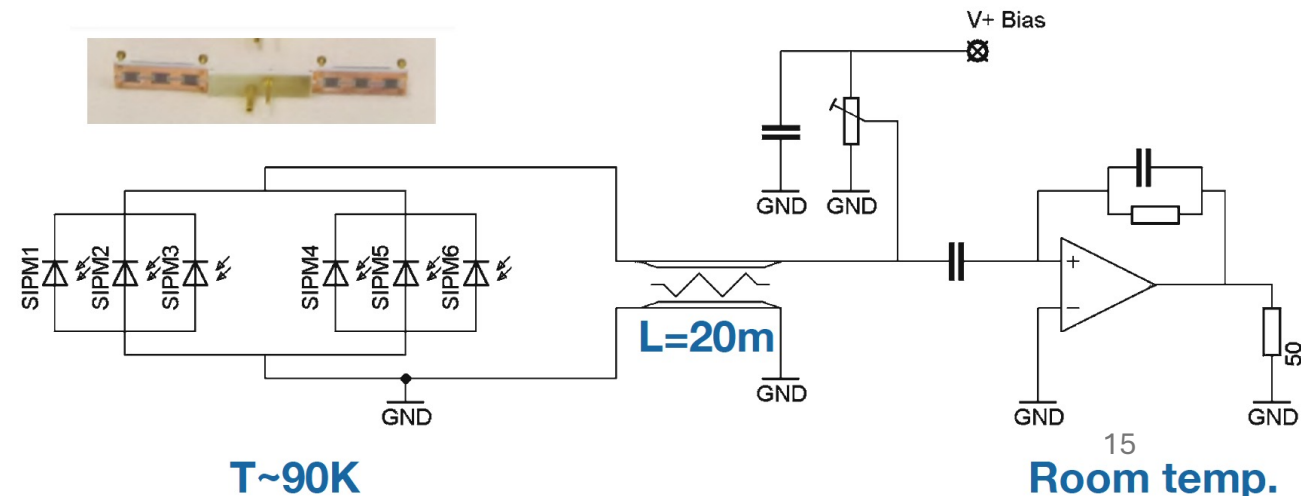 V+ Bias
GND
GND
SIPM1
SIPM2
SIPM3
SIPM4
SIPM5
SIPM6
+
−
L=20m
50
GND
GND
GND
GND
15
T~90K
Room temp.